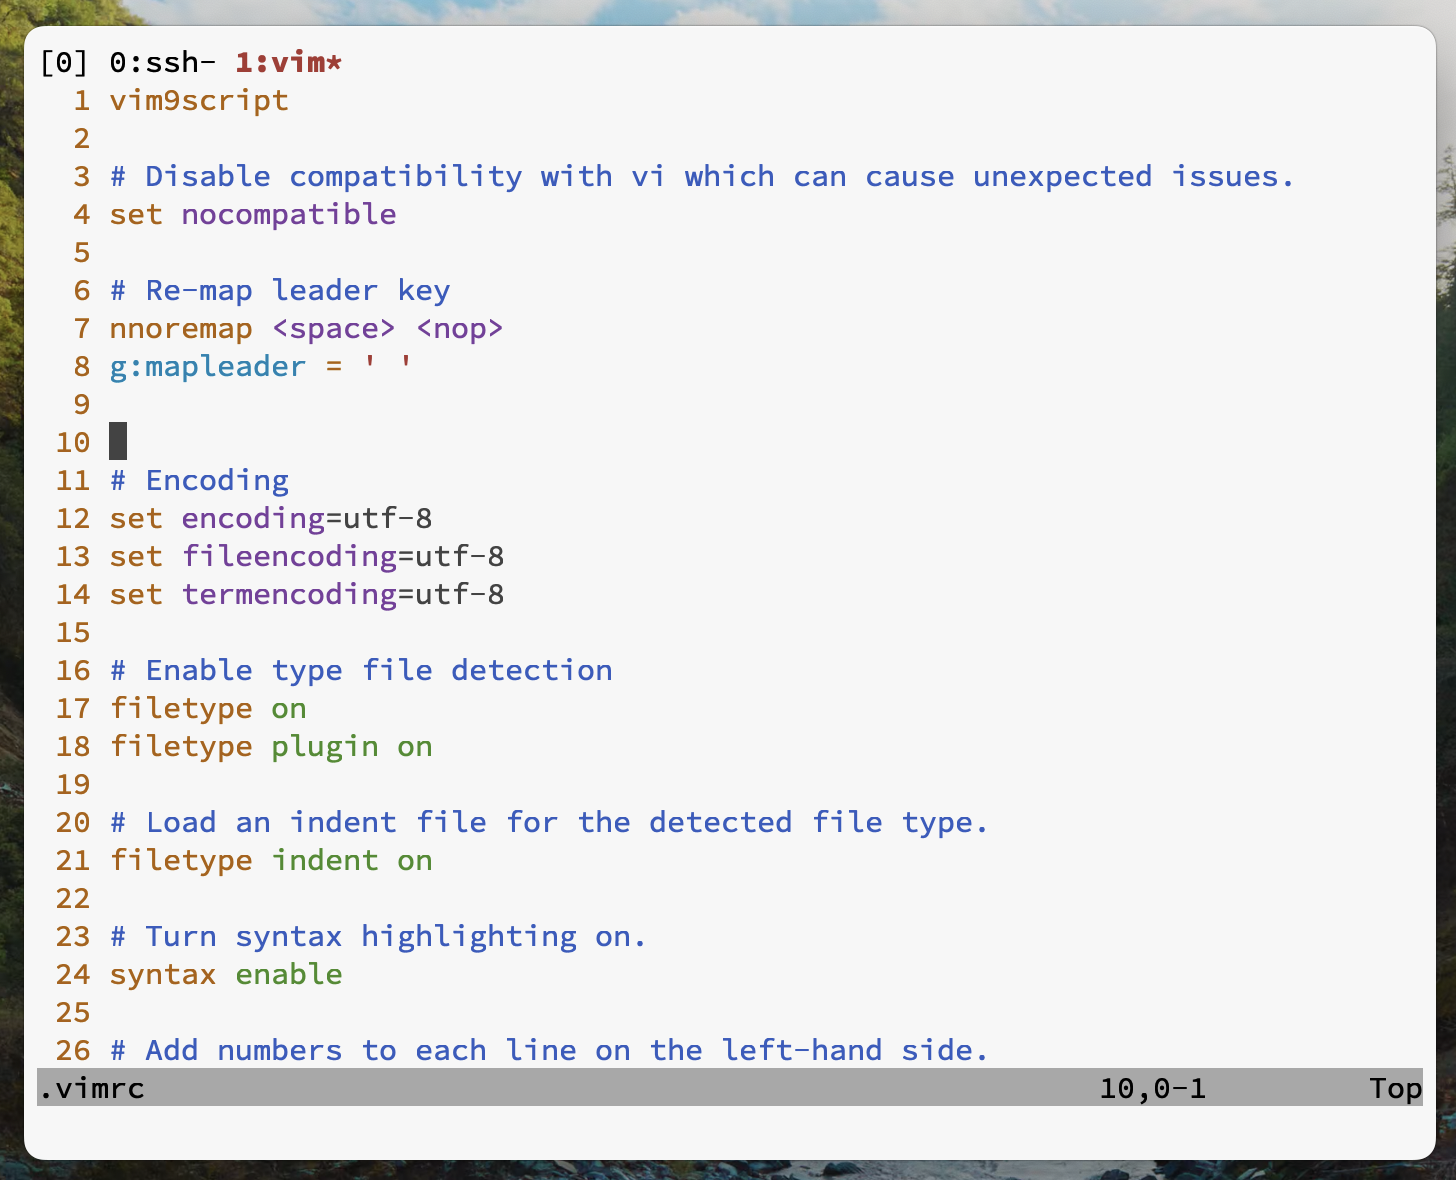 [0] 0:ssh- 1:vim*
1 vim9script
2
3 # Disable compatibility with vi which can cause unexpected issues.
4 set nocompatible
5
6 # Re-map leader key
7 nnoremap <space> <nop>
8 g:mapleader = ' '
9
10
11 # Encoding
12 set encoding=utf-8
13 set fileencoding=utf-8
14 set termencoding=utf-8
15
16 # Enable type file detection
17 filetype on
18 filetype plugin on
19
20 # Load an indent file for the detected file type.
21 filetype indent on
22
23 # Turn syntax highlighting on.
24 syntax enable
25
26 # Add numbers to each line on the left-hand side.
.vimrc 10,0-1 Top